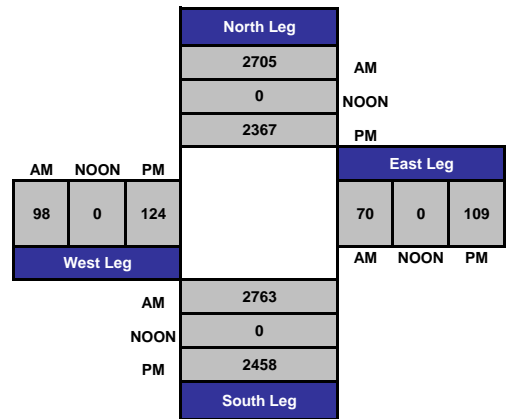 North Leg
2705 AM
0 NOON
2367 PM
AM NOON PM
East Leg
98 0 124
70 0 109
West Leg
AM NOON PM
AM 2763
NOON 0
PM 2458
South Leg